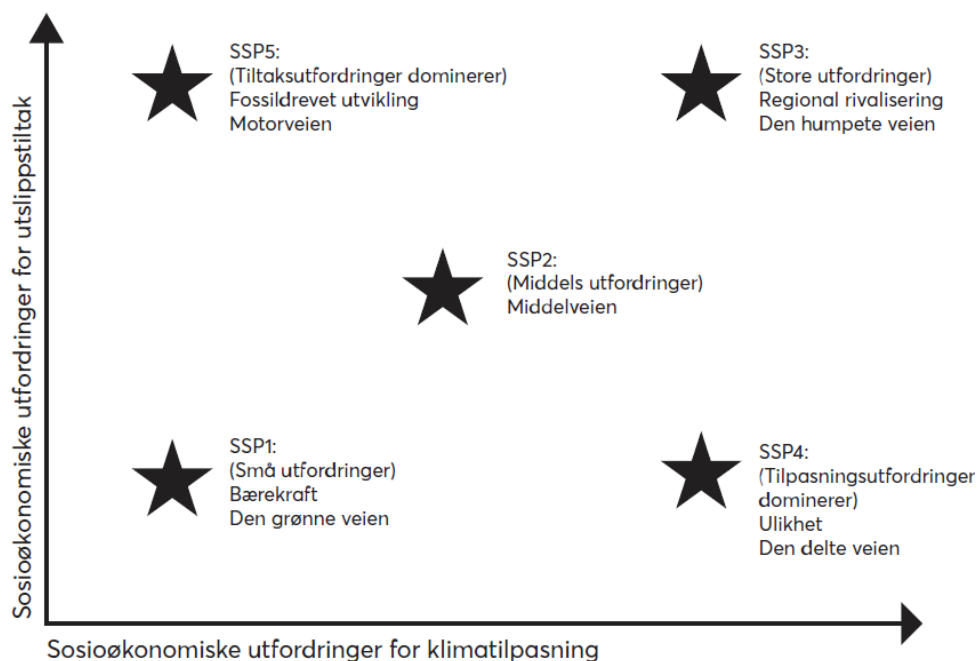 Sosioøkonomiske utfordringer for utslippstiltak
SSP5:
(Tiltaksutfordringer dominerer)
Fossildrevet utvikling
Motorveien
SSP3:
(Store utfordringer)
Regional rivalisering
Den humpete veien
SSP2:
(Middels utfordringer)
Middelveien
SSP1:
(Små utfordringer)
Bærekraft
Den grønne veien
SSP4:
(Tilpasningsutfordringer
dominerer)
Ulikhet
Den delte veien
Sosioøkonomiske utfordringer for klimatilpasning